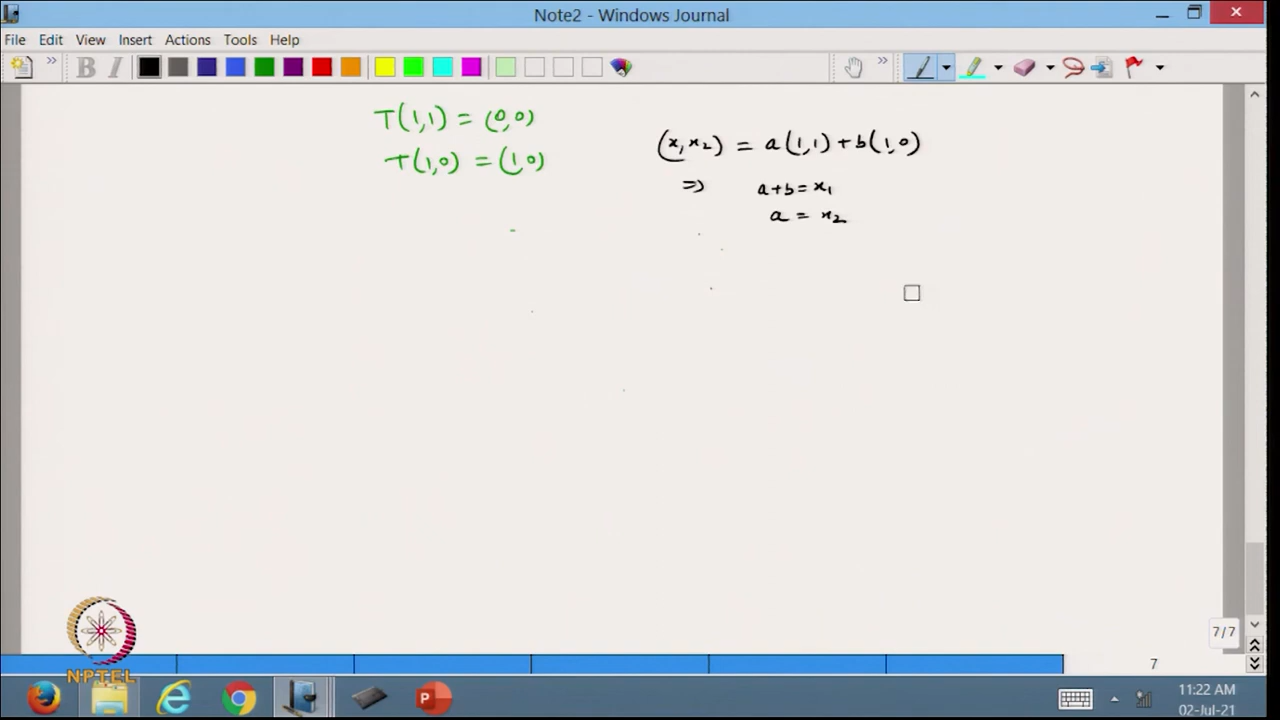 Note2 - Windows Journal
File Edit View Insert Actions Tools Help
B I
T(1,1) = (0,0)
T(1,0) = (1,0)
(x₁,x₂) = a(1,1)+b(1,0)
⇒ a+b = x₁
a = x₂
7/7
7
NPTEL
11:22 AM
02-Jul-21